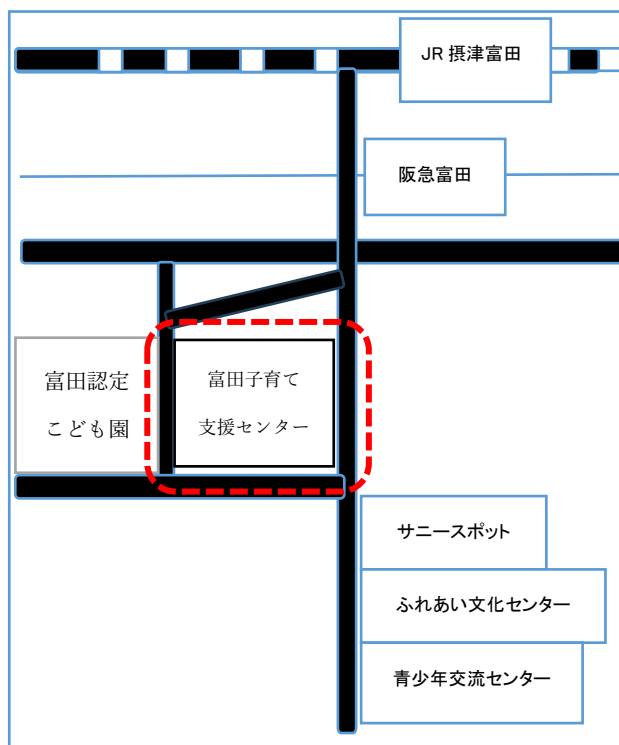 JR 摂津富田
阪急富田
富田認定
こども園
富田子育て
支援センター
サニースポット
ふれあい文化センター
青少年交流センター